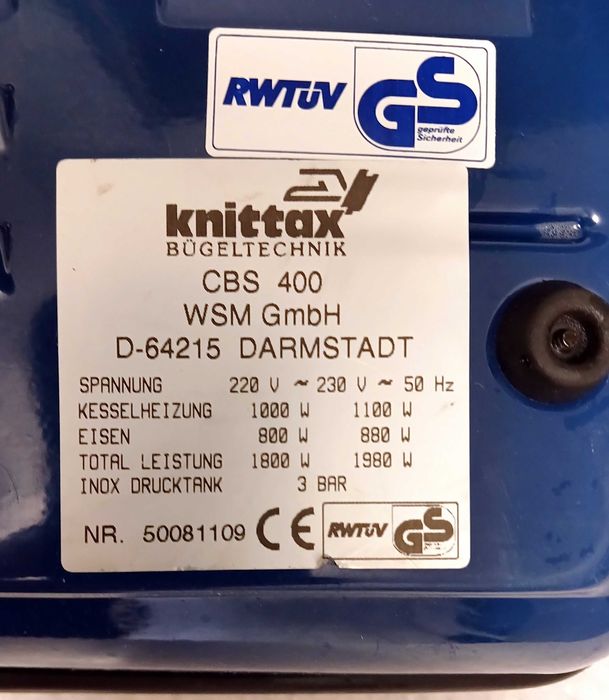 RWTÜV GS
geprüfte
Sicherheit
knittax
BÜGELTECHNIK
CBS 400
WSM GmbH
D-64215 DARMSTADT
SPANNUNG 220 V ~ 230 V ~ 50 Hz
KESSELHEIZUNG 1000 W 1100 W
EISEN 800 W 880 W
TOTAL LEISTUNG 1800 W 1980 W
INOX DRUCKTANK 3 BAR
NR. 50081109 CE RWTÜV GS